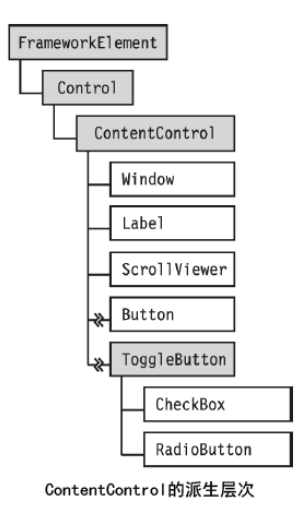 FrameworkElement
Control
ContentControl
Window
Label
ScrollViewer
Button
ToggleButton
CheckBox
RadioButton
ContentControl的派生层次